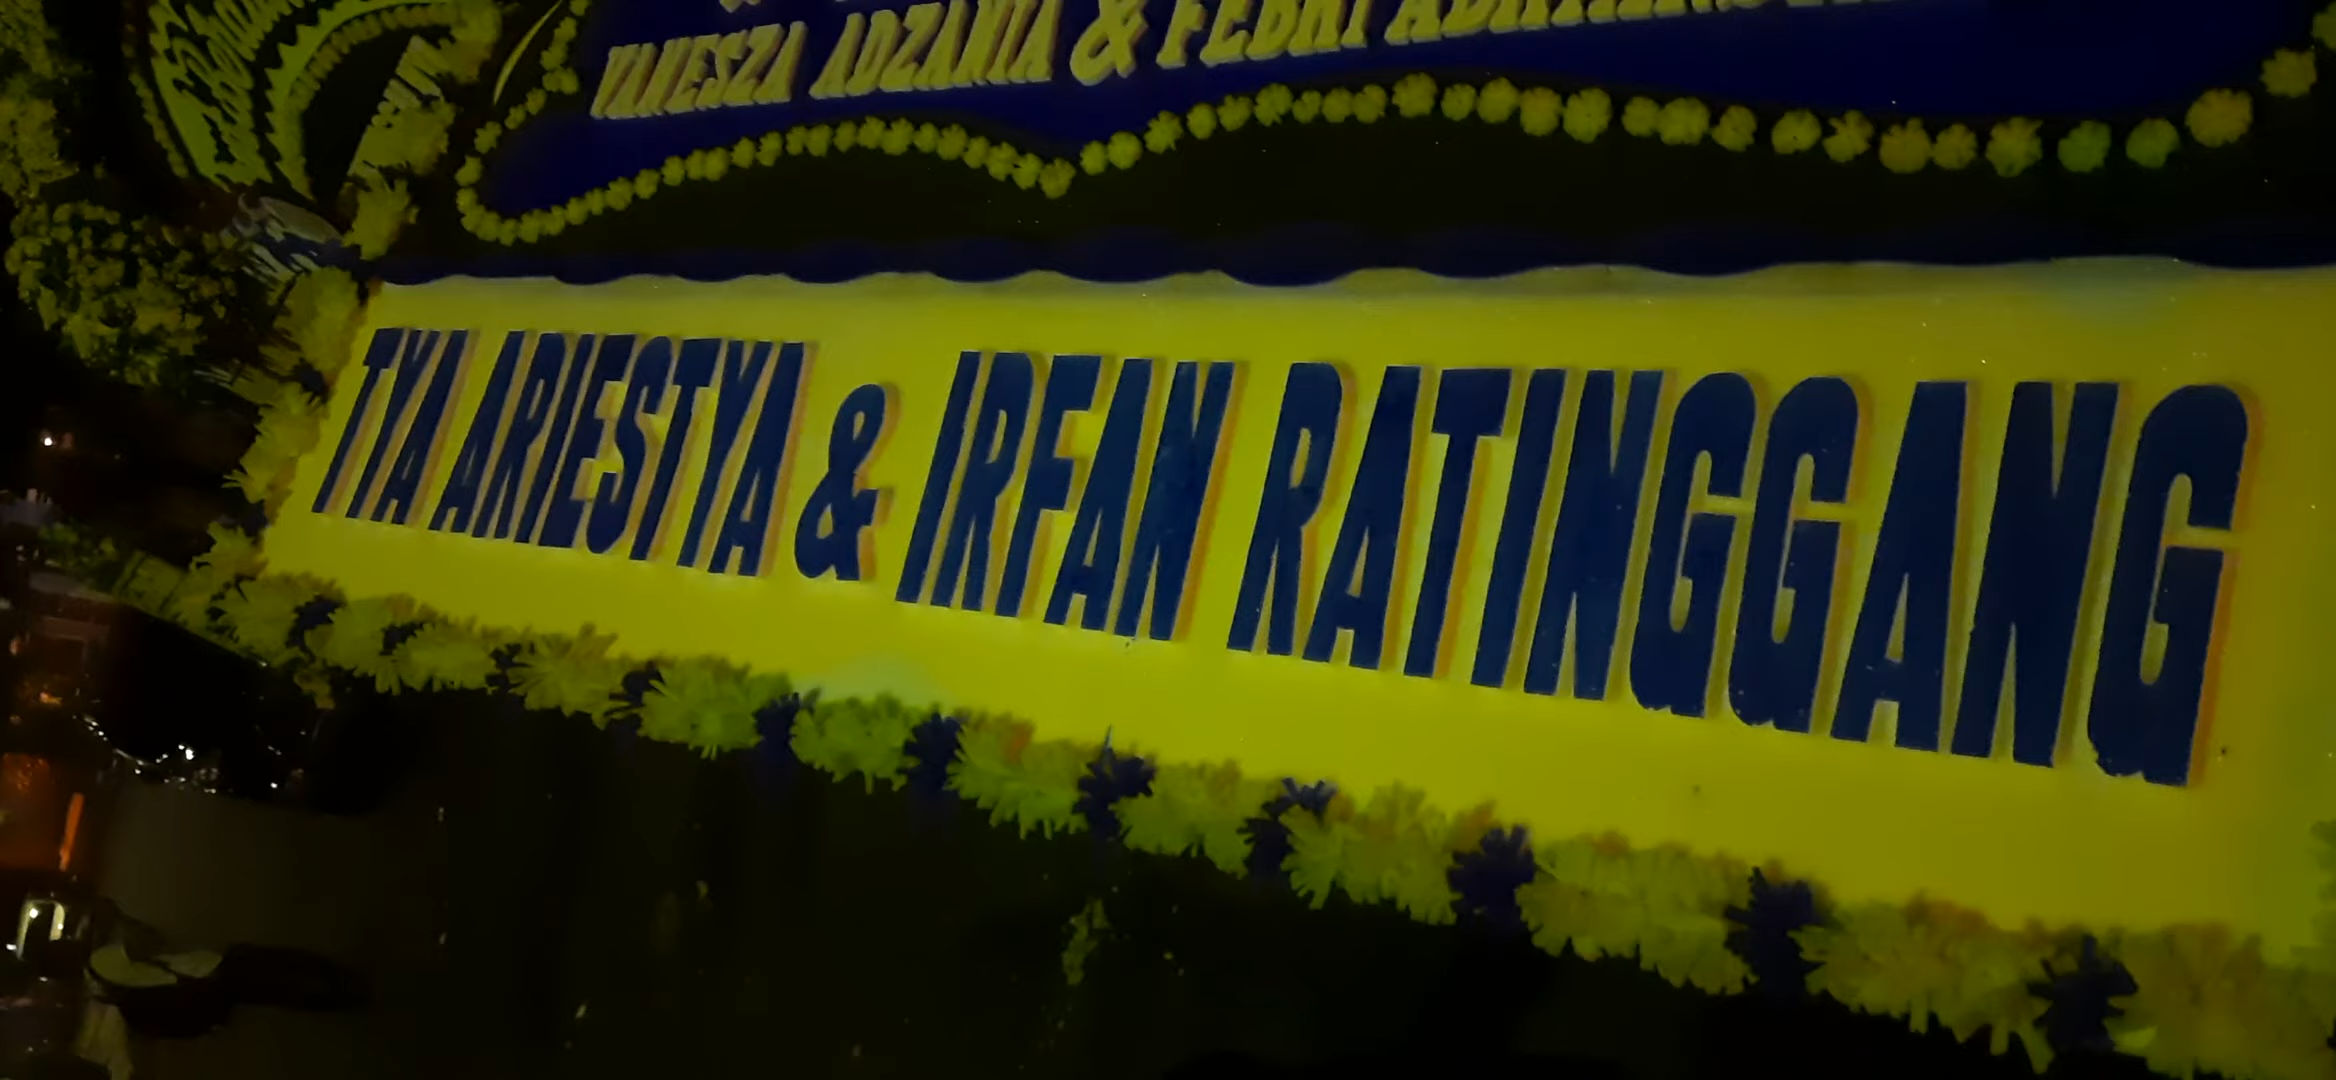 VANESZA ADZANIA & FEBRI
TYA ARIESTYA & IRFAN RATINGGANG